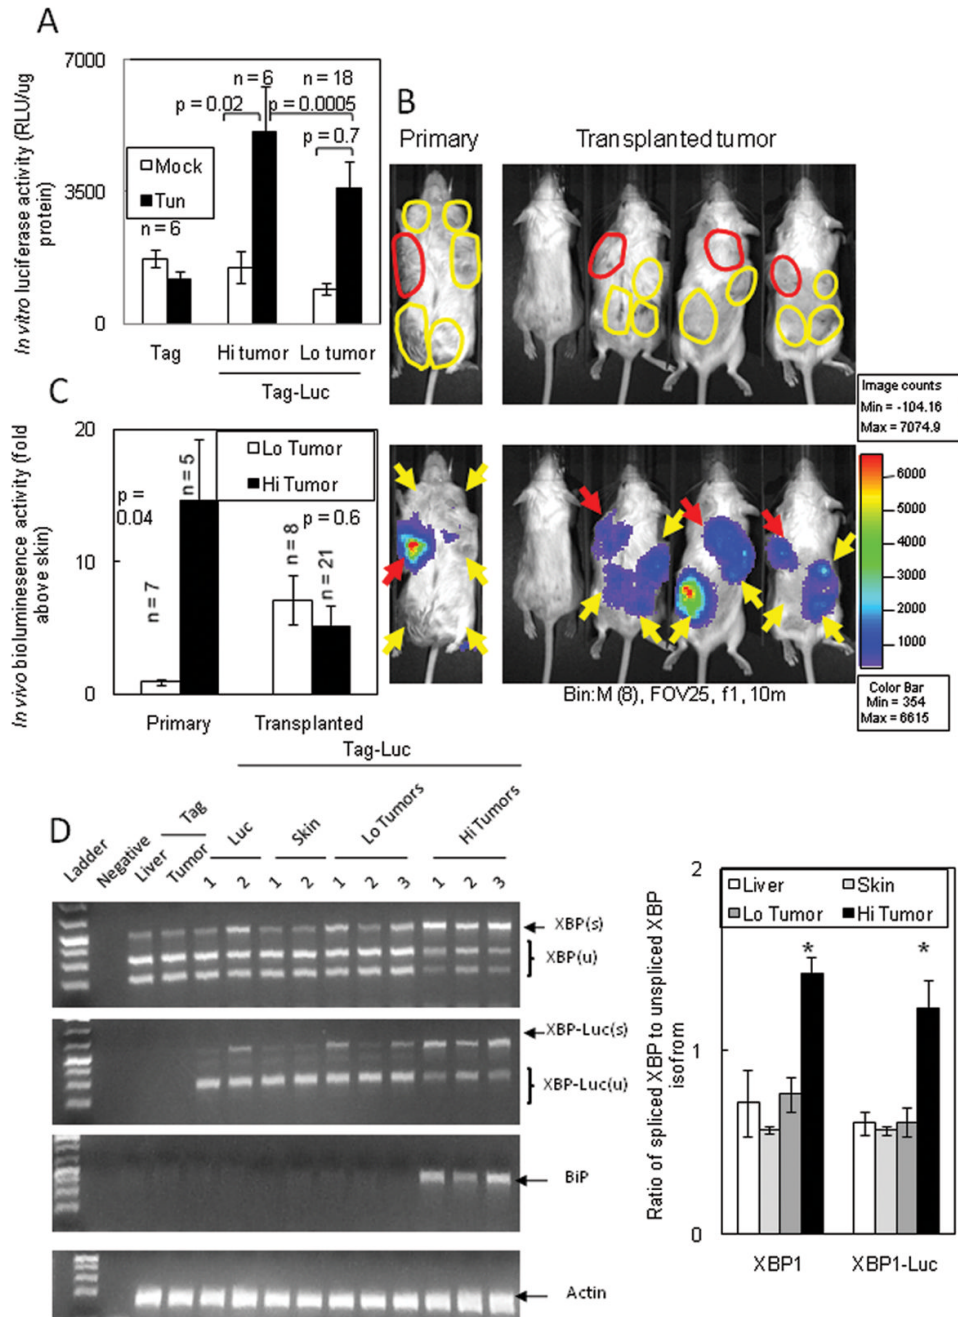 A
In vitro luciferase activity (RLU/ug protein)
7000
3500
0
n = 6
n = 18
p = 0.02
p = 0.0005
p = 0.7
Mock
Tun
n = 6
Tag
Hi tumor
Lo tumor
Tag-Luc
B
Primary
Transplanted tumor
Image counts
Min = -104.16
Max = 7074.9
6000
5000
4000
3000
2000
1000
Color Bar
Min = 354
Max = 6615
Bin:M (8), FOV25, f1, 10m
C
In vivo bioluminesence activity (fold above skin)
20
10
0
Lo Tumor
Hi Tumor
p = 0.04
n = 7
n = 5
p = 0.6
n = 8
n = 21
Primary
Transplanted
Tag-Luc
D
Ladder
Negative
Liver
Tumor
Tag
Luc
Skin
Lo Tumors
Hi Tumors
1 2 1 2 1 2 3 1 2 3
XBP(s)
XBP(u)
XBP-Luc(s)
XBP-Luc(u)
BiP
Actin
Ratio of spliced XBP to unspliced XBP isofrom
2
1
0
Liver
Skin
Lo Tumor
Hi Tumor
*
*
XBP1
XBP1-Luc